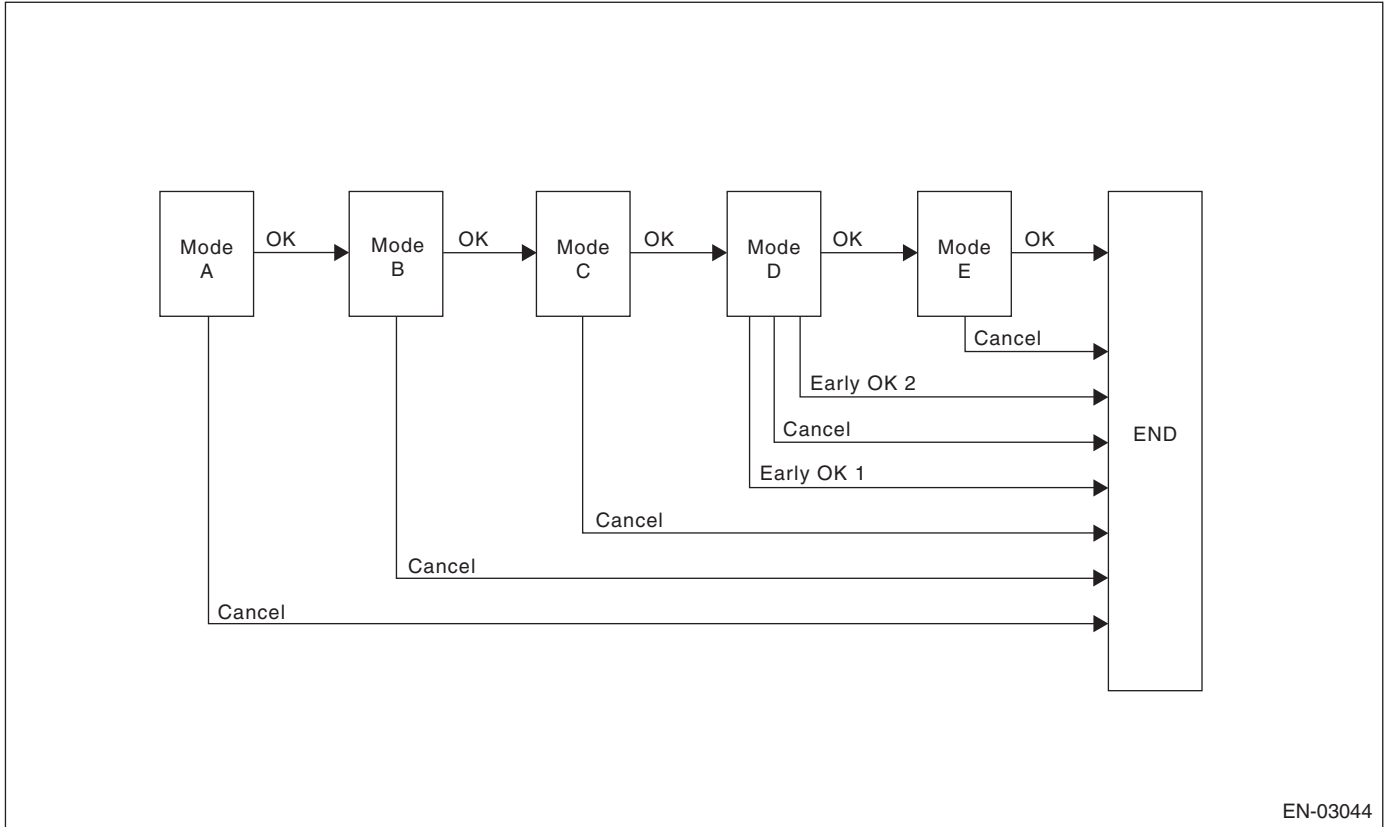 Mode
A
OK
Mode
B
OK
Mode
C
OK
Mode
D
OK
Mode
E
OK
Cancel
Early OK 2
Cancel
Early OK 1
Cancel
Cancel
Cancel
END
EN-03044